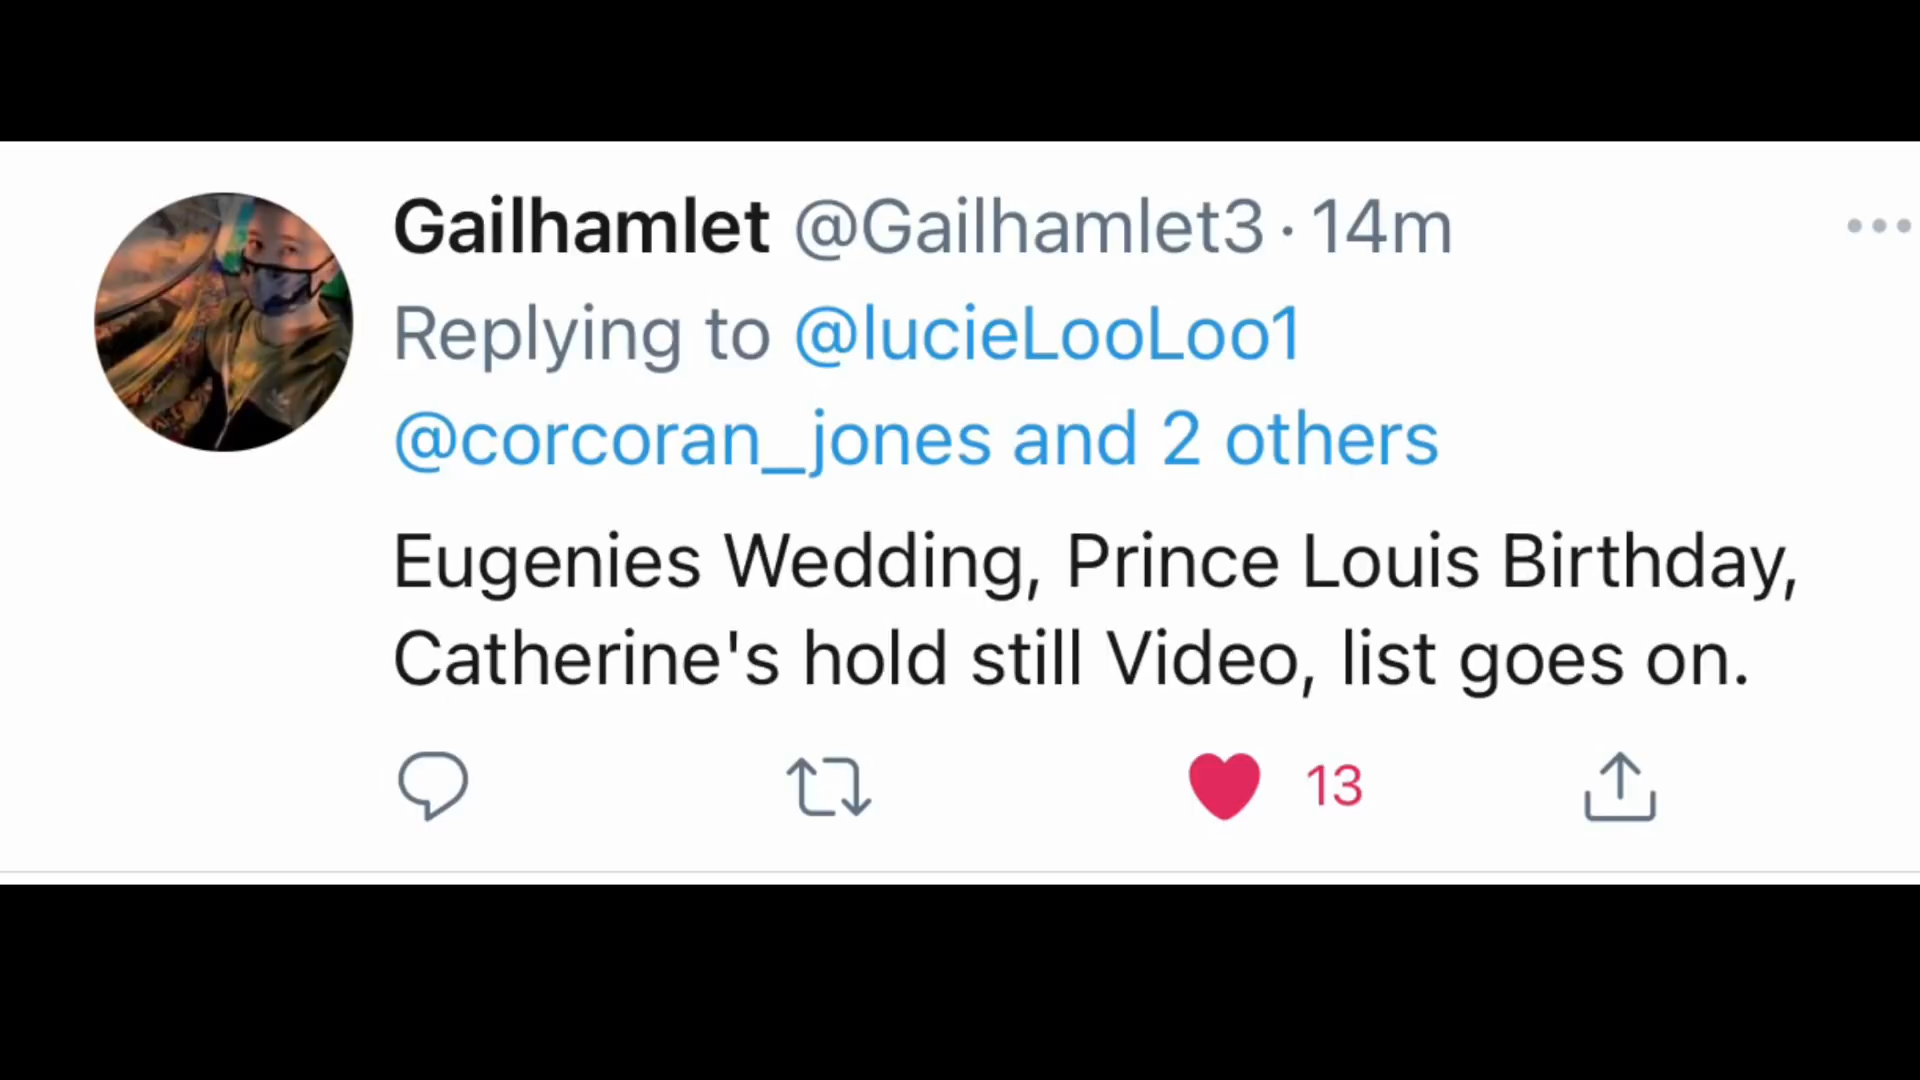 Gailhamlet @Gailhamlet3 · 14m
Replying to @lucieLooLoo1
@corcoran_jones and 2 others
Eugenies Wedding, Prince Louis Birthday,
Catherine's hold still Video, list goes on.
13